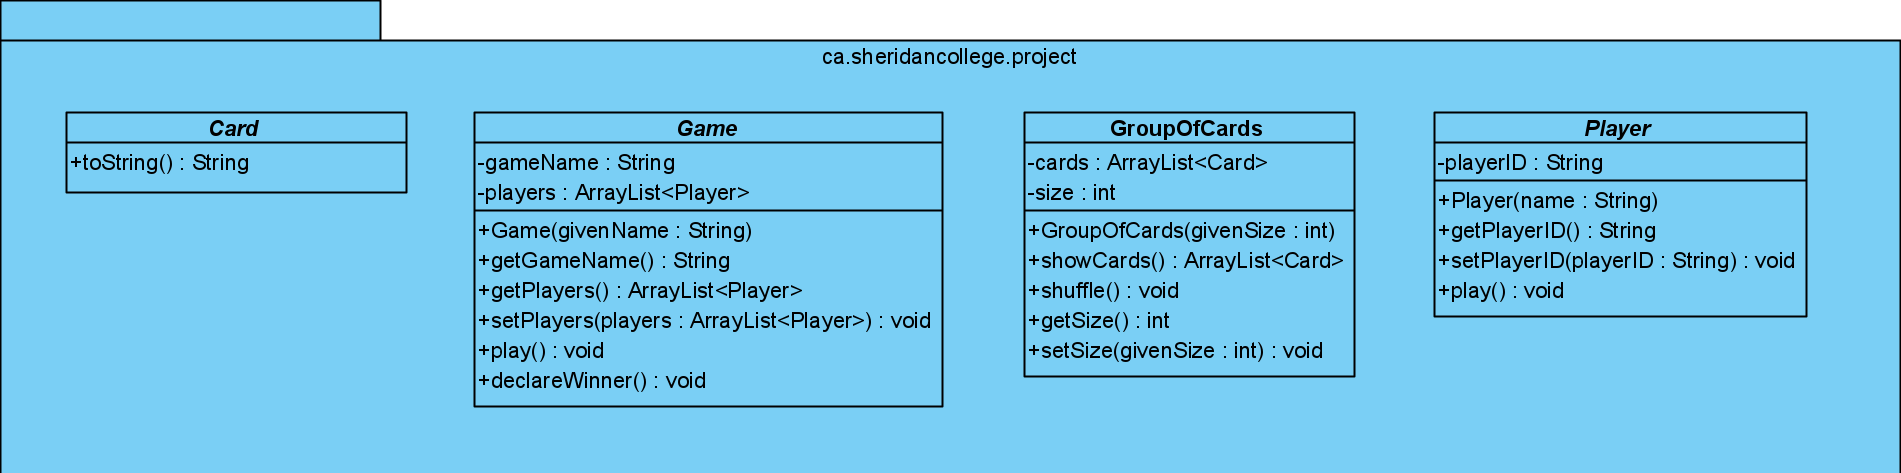 ca.sheridancollege.project
Card
+toString() : String
Game
-gameName : String
-players : ArrayList<Player>
+Game(givenName : String)
+getGameName() : String
+getPlayers() : ArrayList<Player>
+setPlayers(players : ArrayList<Player>) : void
+play() : void
+declareWinner() : void
GroupOfCards
-cards : ArrayList<Card>
-size : int
+GroupOfCards(givenSize : int)
+showCards() : ArrayList<Card>
+shuffle() : void
+getSize() : int
+setSize(givenSize : int) : void
Player
-playerID : String
+Player(name : String)
+getPlayerID() : String
+setPlayerID(playerID : String) : void
+play() : void